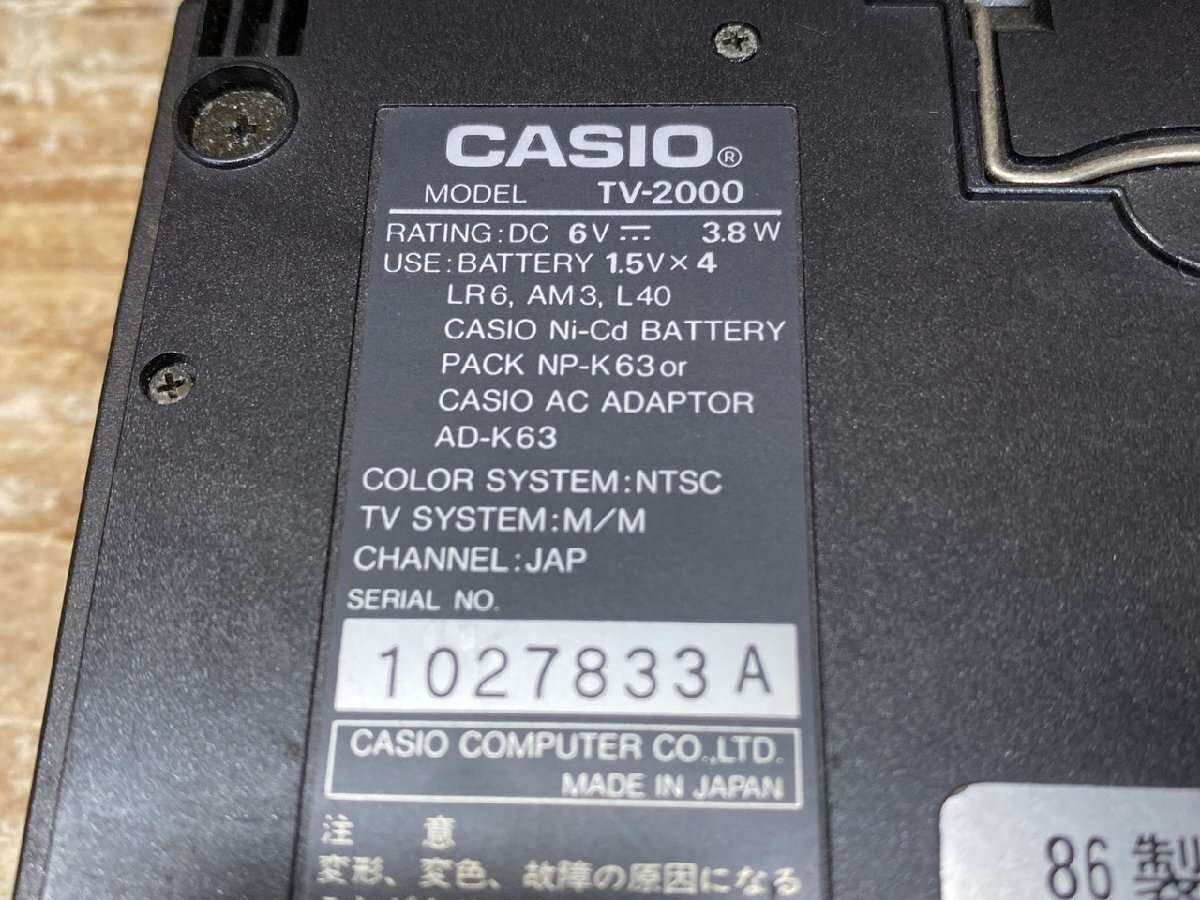 CASIO®
MODEL TV-2000
RATING:DC 6V⎓ 3.8W
USE:BATTERY 1.5V×4
LR6, AM3, L40
CASIO Ni-Cd BATTERY
PACK NP-K63 or
CASIO AC ADAPTOR
AD-K63
COLOR SYSTEM:NTSC
TV SYSTEM:M/M
CHANNEL:JAP
SERIAL NO.
1027833A
CASIO COMPUTER CO.,LTD.
MADE IN JAPAN
注 意
変形、変色、故障の原因になる
86製